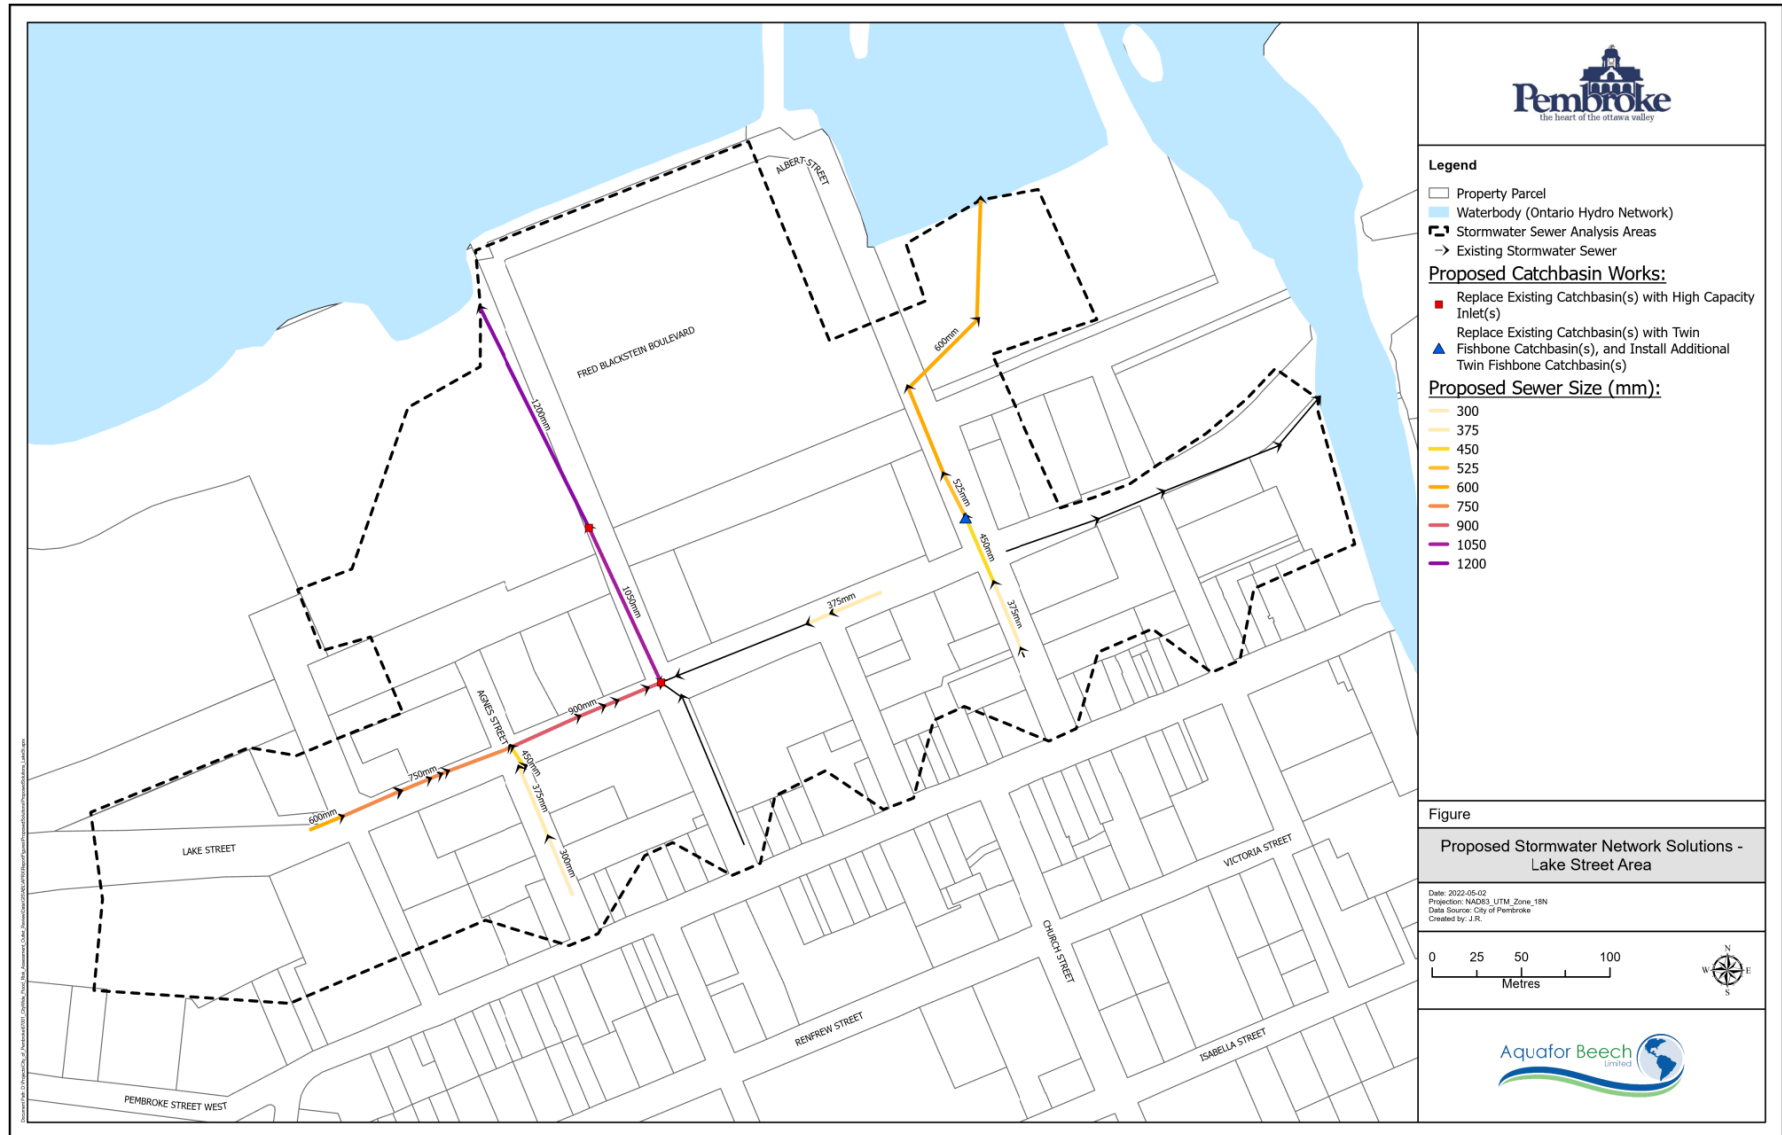 ALBERT STREET
FRED BLACKSTEIN BOULEVARD
600mm
1200mm
525mm
450mm
1050mm
375mm
375mm
AGNES STREET
900mm
450mm
750mm
375mm
600mm
300mm
LAKE STREET
VICTORIA STREET
CHURCH STREET
RENFREW STREET
ISABELLA STREET
PEMBROKE STREET WEST
Pembroke
the heart of the ottawa valley
Legend
Property Parcel
Waterbody (Ontario Hydro Network)
Stormwater Sewer Analysis Areas
Existing Stormwater Sewer
Proposed Catchbasin Works:
Replace Existing Catchbasin(s) with High Capacity
Inlet(s)
Replace Existing Catchbasin(s) with Twin
Fishbone Catchbasin(s), and Install Additional
Twin Fishbone Catchbasin(s)
Proposed Sewer Size (mm):
300
375
450
525
600
750
900
1050
1200
Figure
Proposed Stormwater Network Solutions -
Lake Street Area
Date: 2022-05-02
Projection: NAD83_UTM_Zone_18N
Data Source: City of Pembroke
Created by: J.R.
0 25 50 100
Metres
N
W E
S
Aquafor Beech
Limited